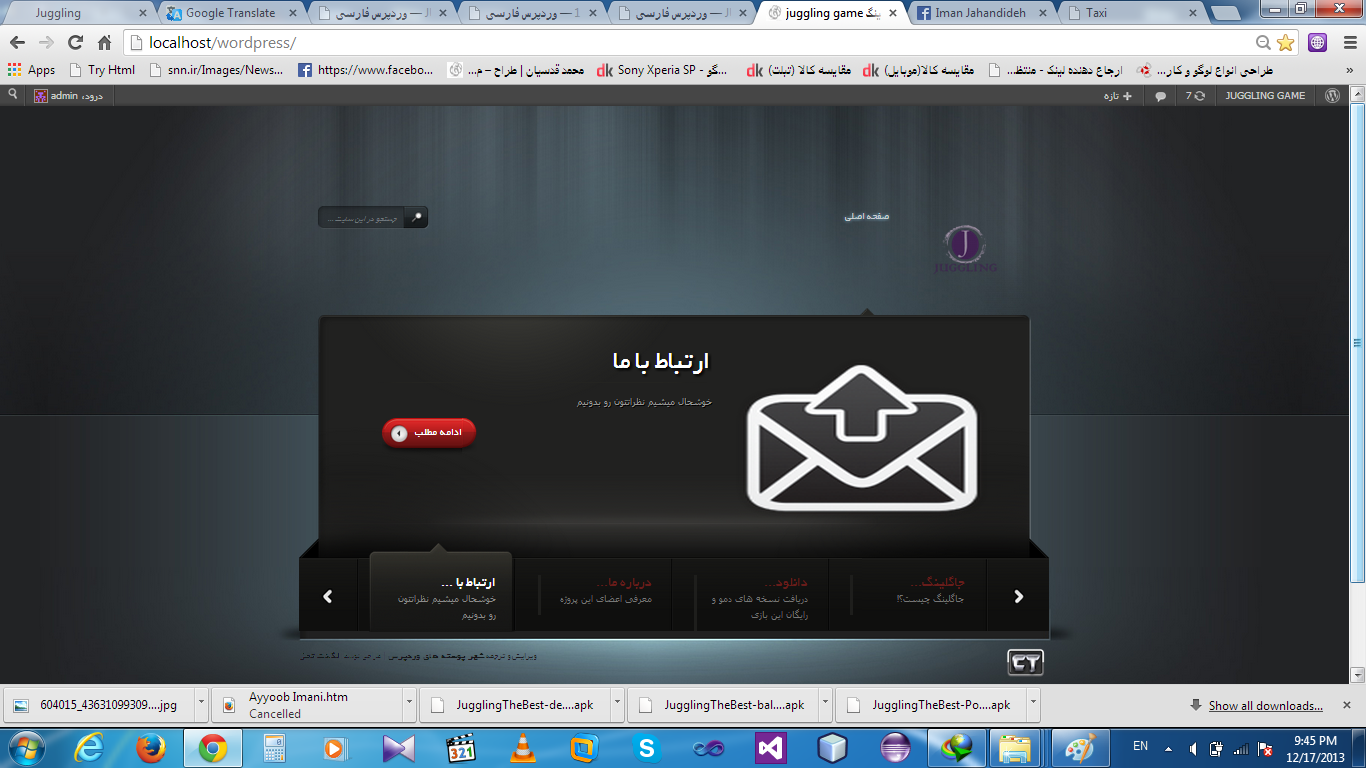 Juggling
Google Translate
وردپرس فارسی — Jl
وردپرس فارسی — 1
وردپرس فارسی — Jl
juggling game
Iman Jahandideh
Taxi
localhost/wordpress/
Apps
Try Html
snn.ir/Images/News...
https://www.facebo...
محمد قدسیان | طراح – م...
Sony Xperia SP - گو...
مقایسه کالا (تبلت)
مقایسه کالا(موبایل)
ارجاع دهنده لینک - منتظ...
طراحی انواع لوگو و کار...
»
درود، admin
تازه
7
JUGGLING GAME
جستجو در این سایت...
صفحه اصلی
J
JUGGLING
ارتباط با ما
خوشحال میشیم نظراتتون رو بدونیم
ادامه مطلب
جاگلینگ...
جاگلینگ چیست؟!
دانلود...
دریافت نسخه های دمو و
رایگان این بازی
درباره ما...
معرفی اعضای این پروژه
ارتباط با ...
خوشحال میشیم نظراتتون
رو بدونیم
ویرایش و ترجمه شهر پوسته های وردپرس
CT
604015_43631099309....jpg
Ayyoob Imani.htm
Cancelled
JugglingTheBest-de....apk
JugglingTheBest-bal....apk
JugglingTheBest-Po....apk
Show all downloads...
321
EN
9:45 PM
12/17/2013